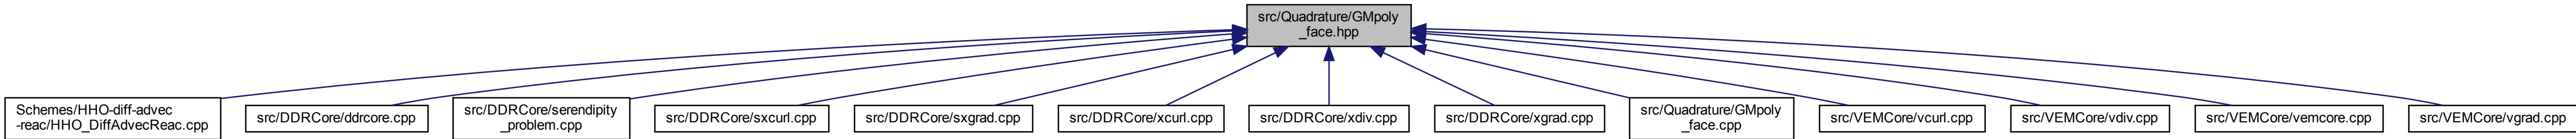 src/Quadrature/GMpoly
_face.hpp
Schemes/HHO-diff-advec
-reac/HHO_DiffAdvecReac.cpp
src/DDRCore/ddrcore.cpp
src/DDRCore/serendipity
_problem.cpp
src/DDRCore/sxcurl.cpp
src/DDRCore/sxgrad.cpp
src/DDRCore/xcurl.cpp
src/DDRCore/xdiv.cpp
src/DDRCore/xgrad.cpp
src/Quadrature/GMpoly
_face.cpp
src/VEMCore/vcurl.cpp
src/VEMCore/vdiv.cpp
src/VEMCore/vemcore.cpp
src/VEMCore/vgrad.cpp